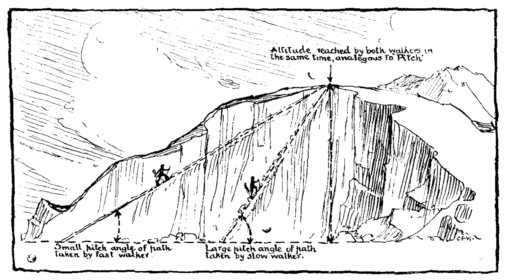 Altitude reached by both walkers in
the same time, analogous to 'Pitch'
Small pitch angle of path
taken by fast walker.
Large pitch angle of path
taken by slow walker.